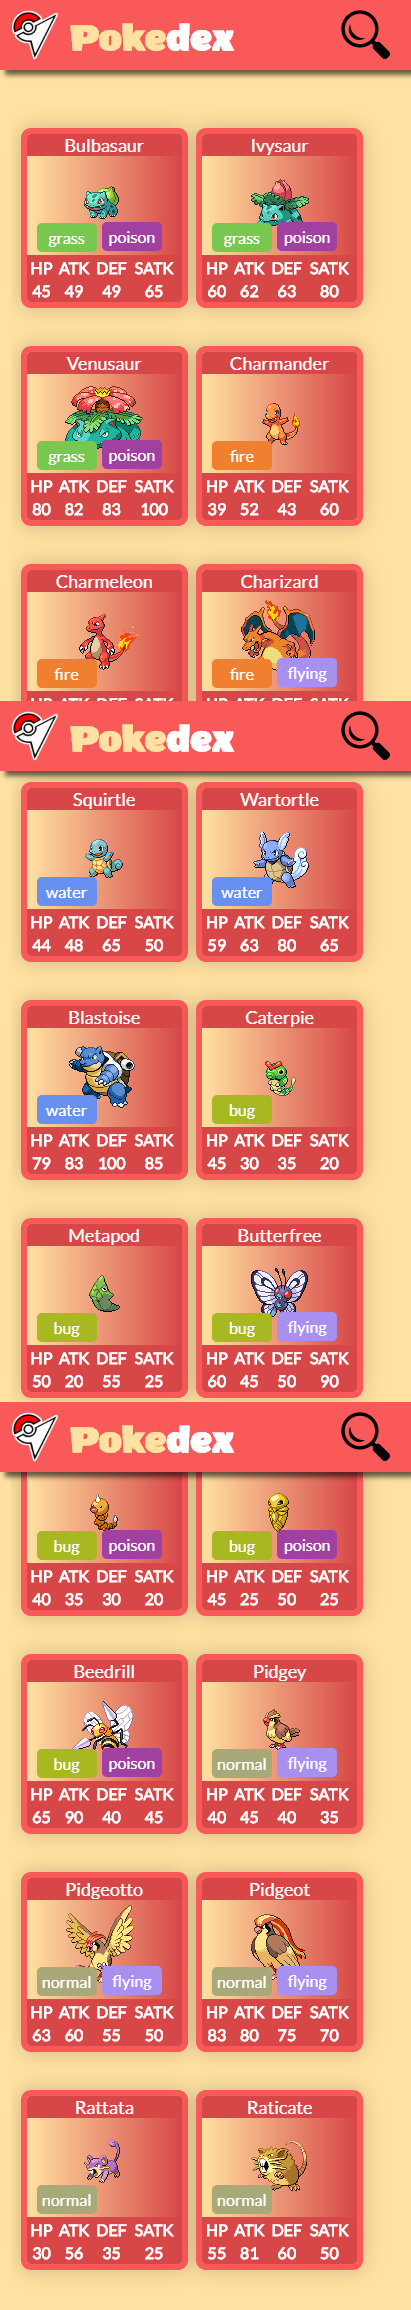 Pokedex
Bulbasaur Ivysaur
grass poison grass poison
HP ATK DEF SATK HP ATK DEF SATK
45 49 49 65 60 62 63 80
Venusaur Charmander
grass poison fire
HP ATK DEF SATK HP ATK DEF SATK
80 82 83 100 39 52 43 60
Charmeleon Charizard
fire fire flying
Pokedex
Squirtle Wartortle
water water
HP ATK DEF SATK HP ATK DEF SATK
44 48 65 50 59 63 80 65
Blastoise Caterpie
water bug
HP ATK DEF SATK HP ATK DEF SATK
79 83 100 85 45 30 35 20
Metapod Butterfree
bug bug flying
HP ATK DEF SATK HP ATK DEF SATK
50 20 55 25 60 45 50 90
Pokedex
bug poison bug poison
HP ATK DEF SATK HP ATK DEF SATK
40 35 30 20 45 25 50 25
Beedrill Pidgey
bug poison normal flying
HP ATK DEF SATK HP ATK DEF SATK
65 90 40 45 40 45 40 35
Pidgeotto Pidgeot
normal flying normal flying
HP ATK DEF SATK HP ATK DEF SATK
63 60 55 50 83 80 75 70
Rattata Raticate
normal normal
HP ATK DEF SATK HP ATK DEF SATK
30 56 35 25 55 81 60 50